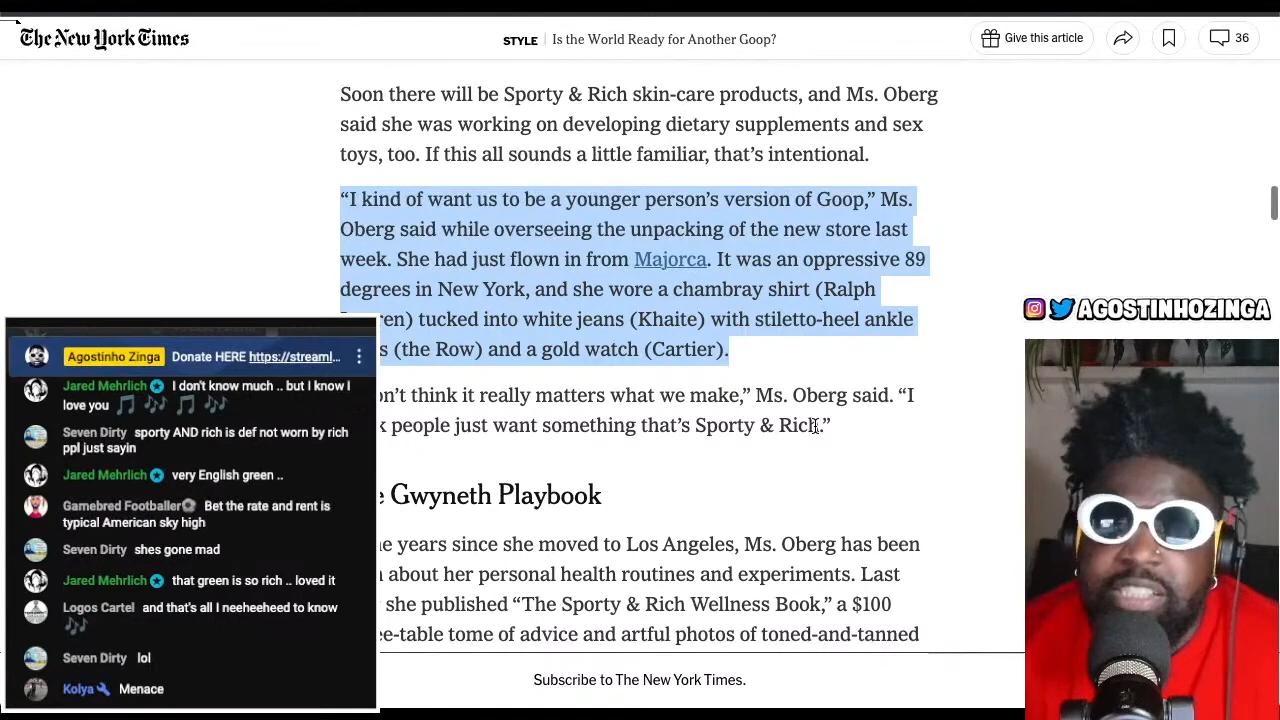 The New York Times
STYLE | Is the World Ready for Another Goop?
Give this article
36
Soon there will be Sporty & Rich skin-care products, and Ms. Oberg
said she was working on developing dietary supplements and sex
toys, too. If this all sounds a little familiar, that’s intentional.
“I kind of want us to be a younger person’s version of Goop,” Ms.
Oberg said while overseeing the unpacking of the new store last
week. She had just flown in from Majorca. It was an oppressive 89
degrees in New York, and she wore a chambray shirt (Ralph
tucked into white jeans (Khaite) with stiletto-heel ankle
(the Row) and a gold watch (Cartier).
think it really matters what we make,” Ms. Oberg said. “I
people just want something that’s Sporty & Rich.”
Gwyneth Playbook
years since she moved to Los Angeles, Ms. Oberg has been
about her personal health routines and experiments. Last
she published “The Sporty & Rich Wellness Book,” a $100
tome of advice and artful photos of toned-and-tanned
Subscribe to The New York Times.
Agostinho Zinga Donate HERE https://streaml...
Jared Mehrlich I don't know much .. but I know I
love you
Seven Dirty sporty AND rich is def not worn by rich
ppl just sayin
Jared Mehrlich very English green ..
Gamebred Footballer Bet the rate and rent is
typical American sky high
Seven Dirty shes gone mad
Jared Mehrlich that green is so rich .. loved it
Logos Cartel and that's all I neeheeheed to know
Seven Dirty lol
Kolya Menace
AGOSTINHOZINGA